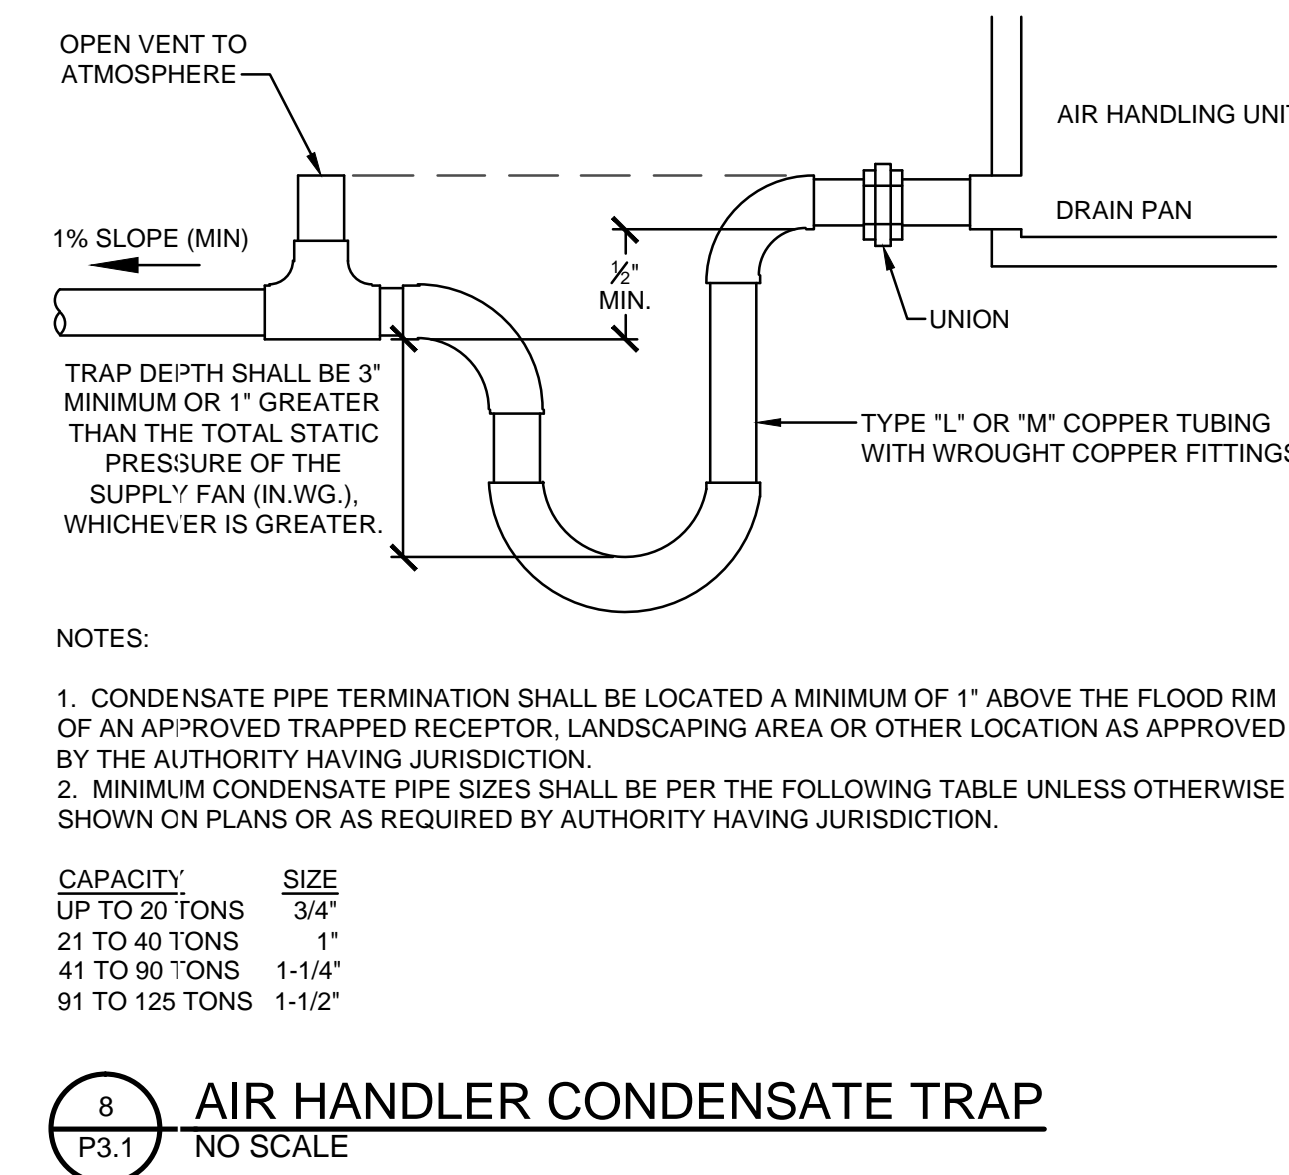 OPEN VENT TO
ATMOSPHERE
AIR HANDLING UNIT
DRAIN PAN
1% SLOPE (MIN)
½"
MIN.
UNION
TRAP DEPTH SHALL BE 3"
MINIMUM OR 1" GREATER
THAN THE TOTAL STATIC
PRESSURE OF THE
SUPPLY FAN (IN.WG.),
WHICHEVER IS GREATER.
TYPE "L" OR "M" COPPER TUBING
WITH WROUGHT COPPER FITTINGS
NOTES:
1. CONDENSATE PIPE TERMINATION SHALL BE LOCATED A MINIMUM OF 1" ABOVE THE FLOOD RIM
OF AN APPROVED TRAPPED RECEPTOR, LANDSCAPING AREA OR OTHER LOCATION AS APPROVED
BY THE AUTHORITY HAVING JURISDICTION.
2. MINIMUM CONDENSATE PIPE SIZES SHALL BE PER THE FOLLOWING TABLE UNLESS OTHERWISE
SHOWN ON PLANS OR AS REQUIRED BY AUTHORITY HAVING JURISDICTION.
CAPACITY SIZE
UP TO 20 TONS 3/4"
21 TO 40 TONS 1"
41 TO 90 TONS 1-1/4"
91 TO 125 TONS 1-1/2"
8
P3.1
AIR HANDLER CONDENSATE TRAP
NO SCALE